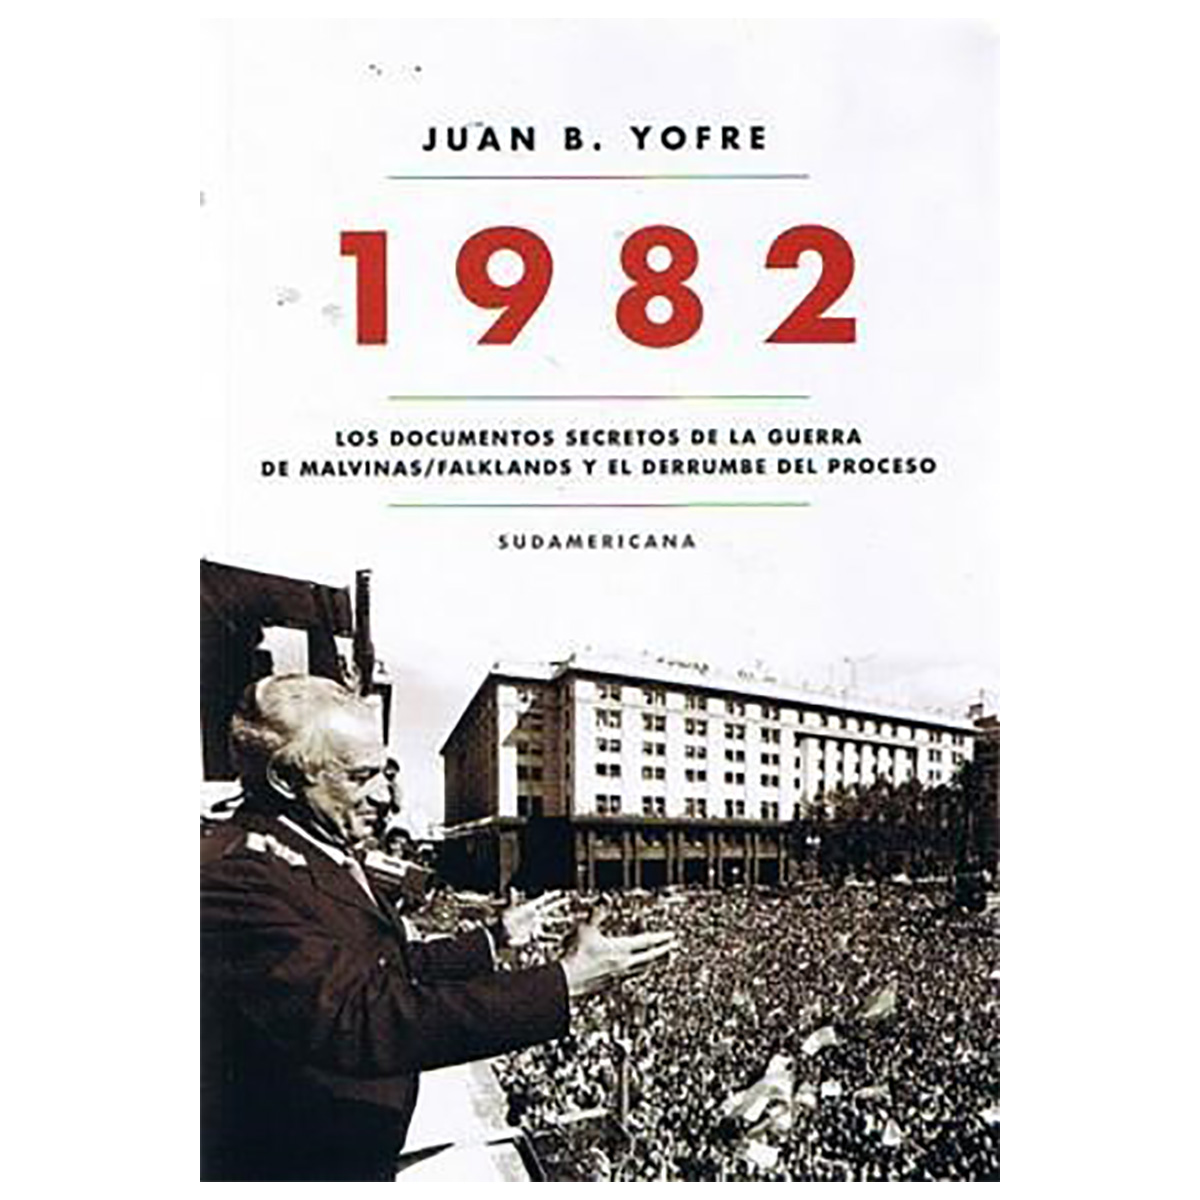 JUAN B. YOFRE
1982
LOS DOCUMENTOS SECRETOS DE LA GUERRA
DE MALVINAS/FALKLANDS Y EL DERRUMBE DEL PROCESO
SUDAMERICANA